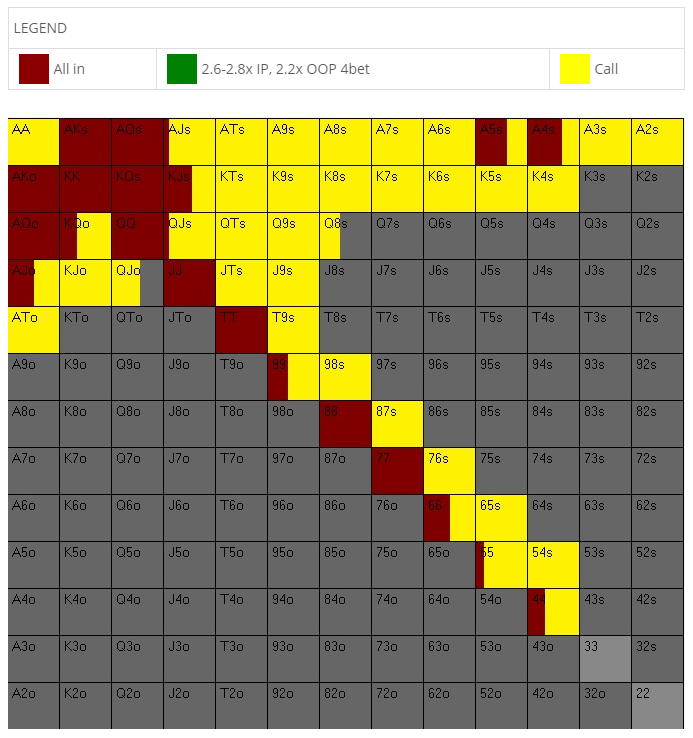 LEGEND
All in 2.6-2.8x IP, 2.2x OOP 4bet Call
AA AKs AQs AJs ATs A9s A8s A7s A6s A5s A4s A3s A2s
AKo KK KQs KJs KTs K9s K8s K7s K6s K5s K4s K3s K2s
AQo KQo QQ QJs QTs Q9s Q8s Q7s Q6s Q5s Q4s Q3s Q2s
AJo KJo QJo JJ JTs J9s J8s J7s J6s J5s J4s J3s J2s
ATo KTo QTo JTo TT T9s T8s T7s T6s T5s T4s T3s T2s
A9o K9o Q9o J9o T9o 99 98s 97s 96s 95s 94s 93s 92s
A8o K8o Q8o J8o T8o 98o 88 87s 86s 85s 84s 83s 82s
A7o K7o Q7o J7o T7o 97o 87o 77 76s 75s 74s 73s 72s
A6o K6o Q6o J6o T6o 96o 86o 76o 66 65s 64s 63s 62s
A5o K5o Q5o J5o T5o 95o 85o 75o 65o 55 54s 53s 52s
A4o K4o Q4o J4o T4o 94o 84o 74o 64o 54o 44 43s 42s
A3o K3o Q3o J3o T3o 93o 83o 73o 63o 53o 43o 33 32s
A2o K2o Q2o J2o T2o 92o 82o 72o 62o 52o 42o 32o 22